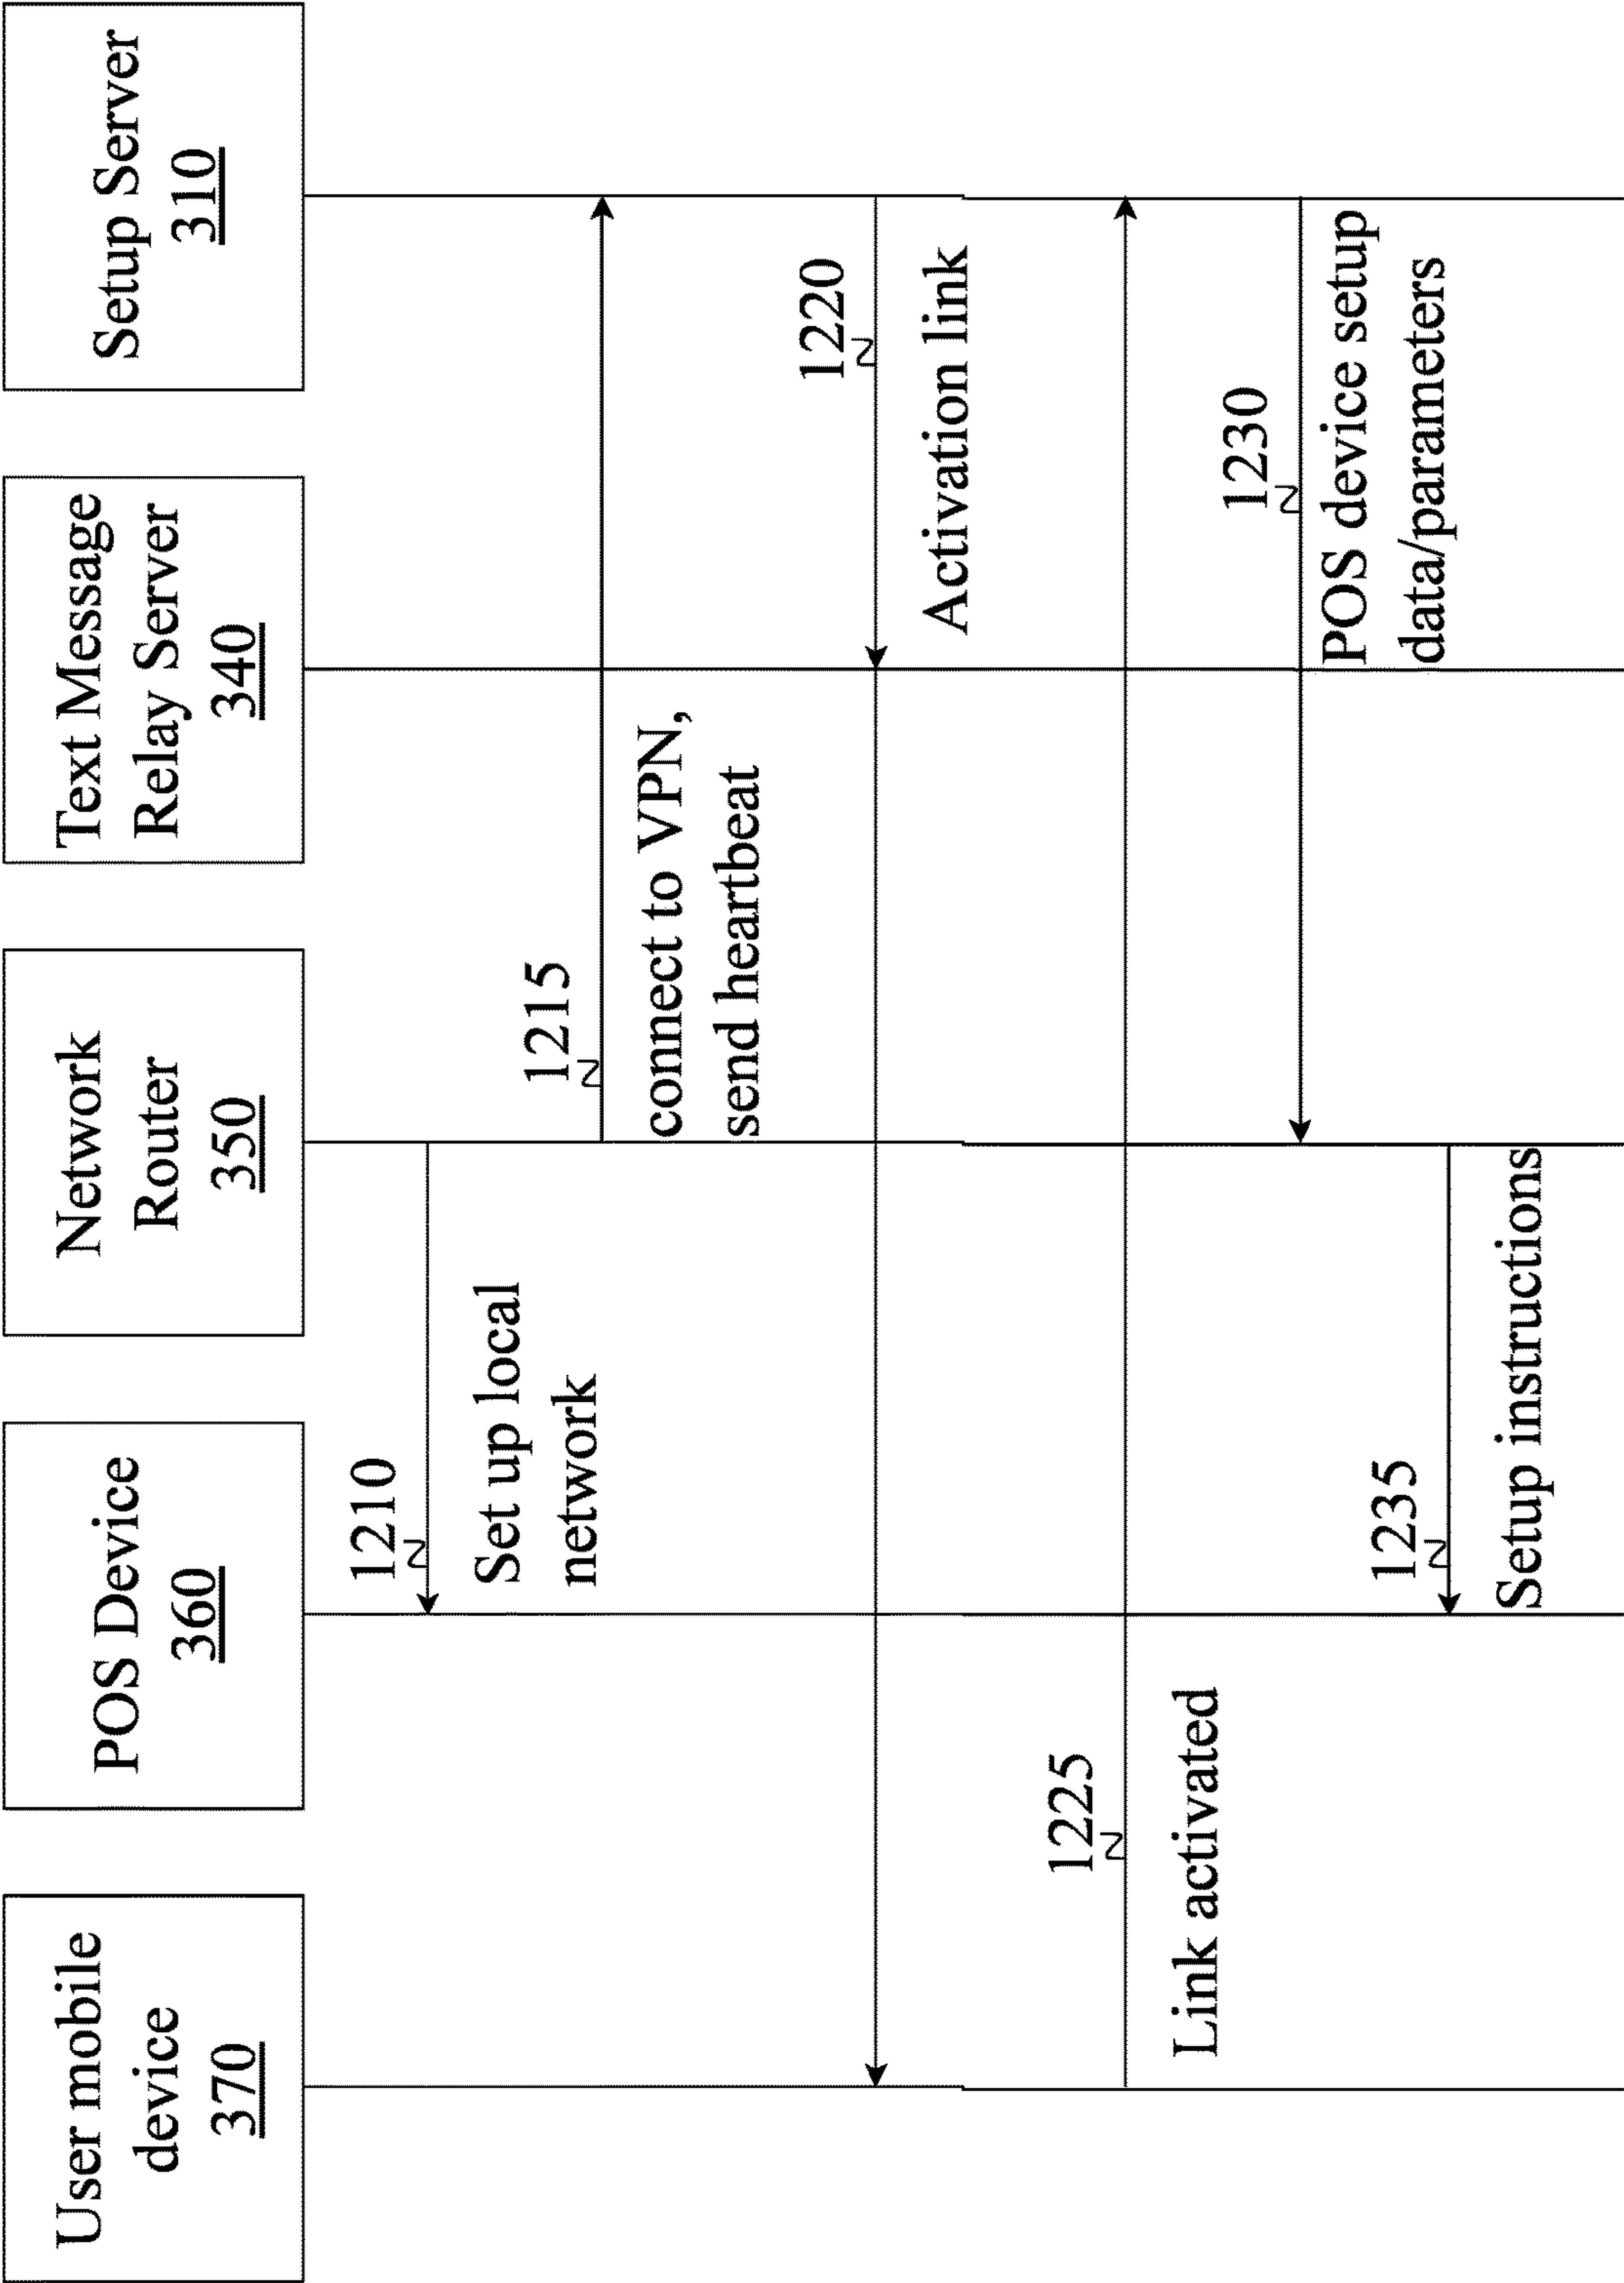 User mobile
device
370
POS Device
360
Network
Router
350
Text Message
Relay Server
340
Setup Server
310
1210
Set up local
network
1215
connect to VPN,
send heartbeat
1220
Activation link
1225
Link activated
1230
POS device setup
data/parameters
1235
Setup instructions